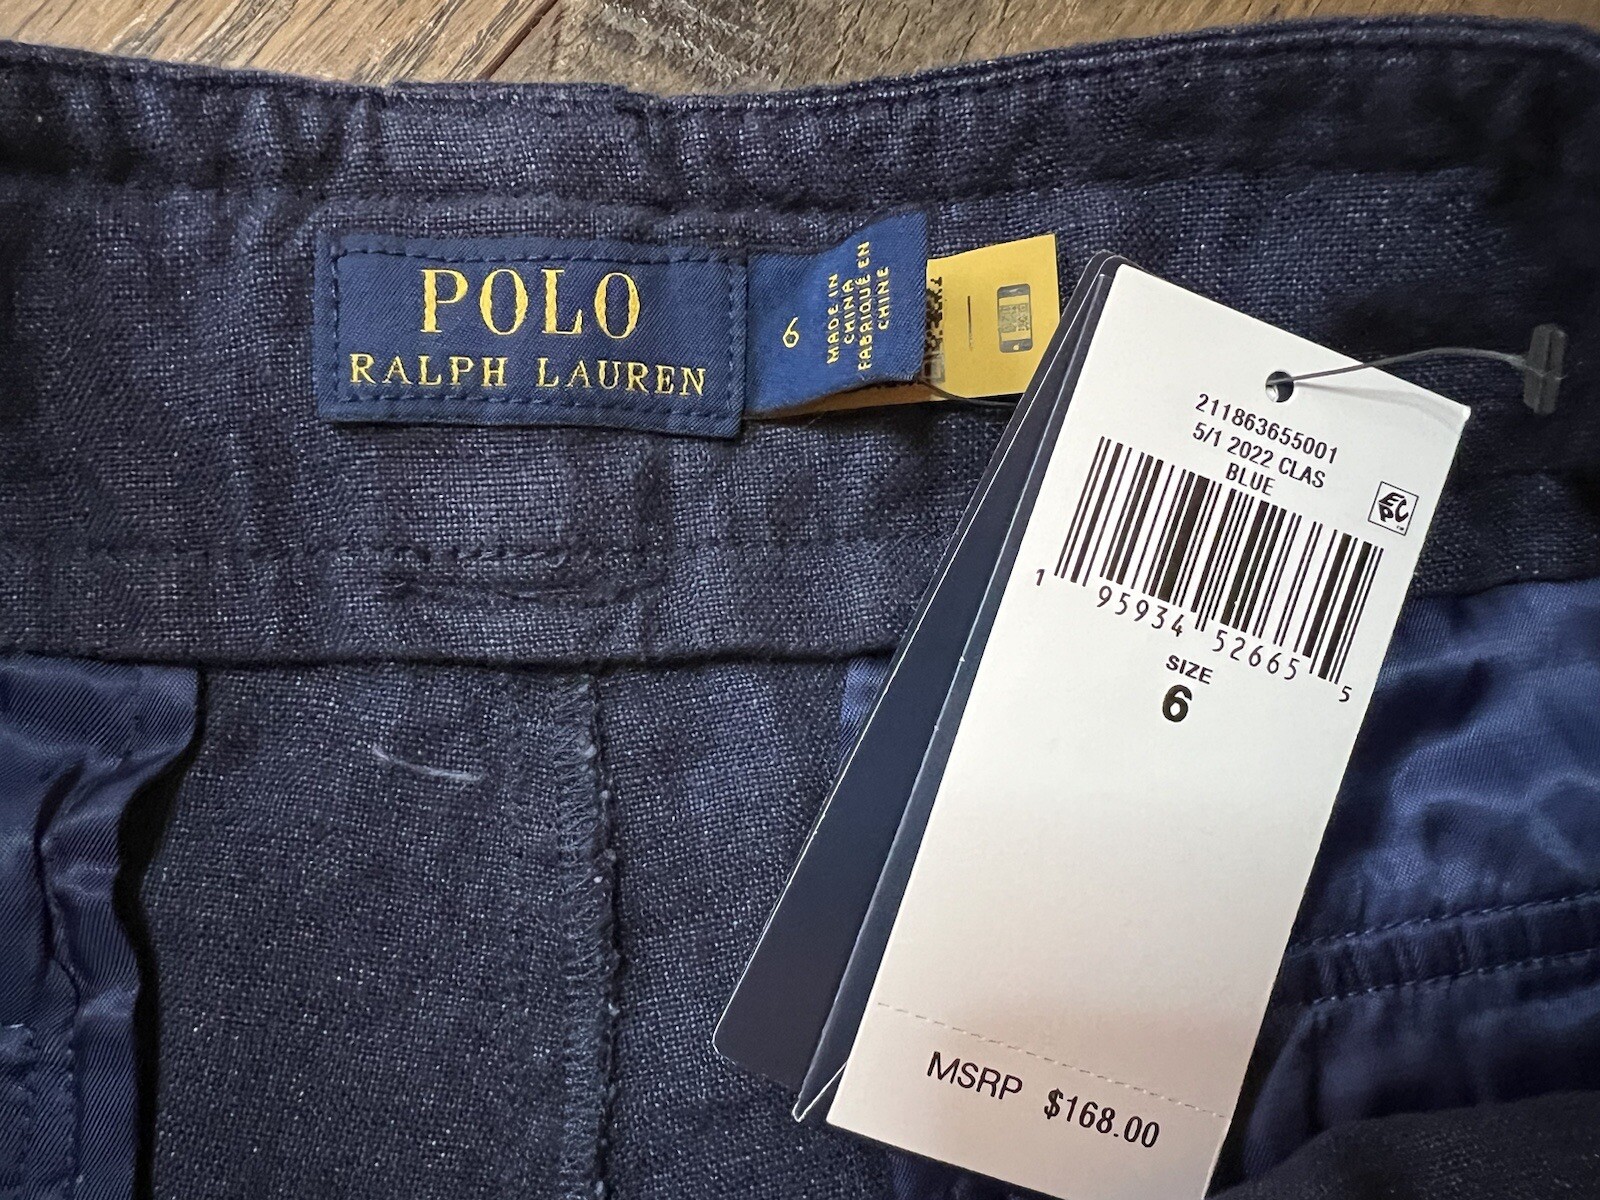 POLO
RALPH LAUREN
6
MADE IN
CHINA
FABRIQUÉ EN
CHINE
211863655001
5/1 2022 CLAS
BLUE
EPC
1 95934 52665 5
SIZE
6
MSRP $168.00